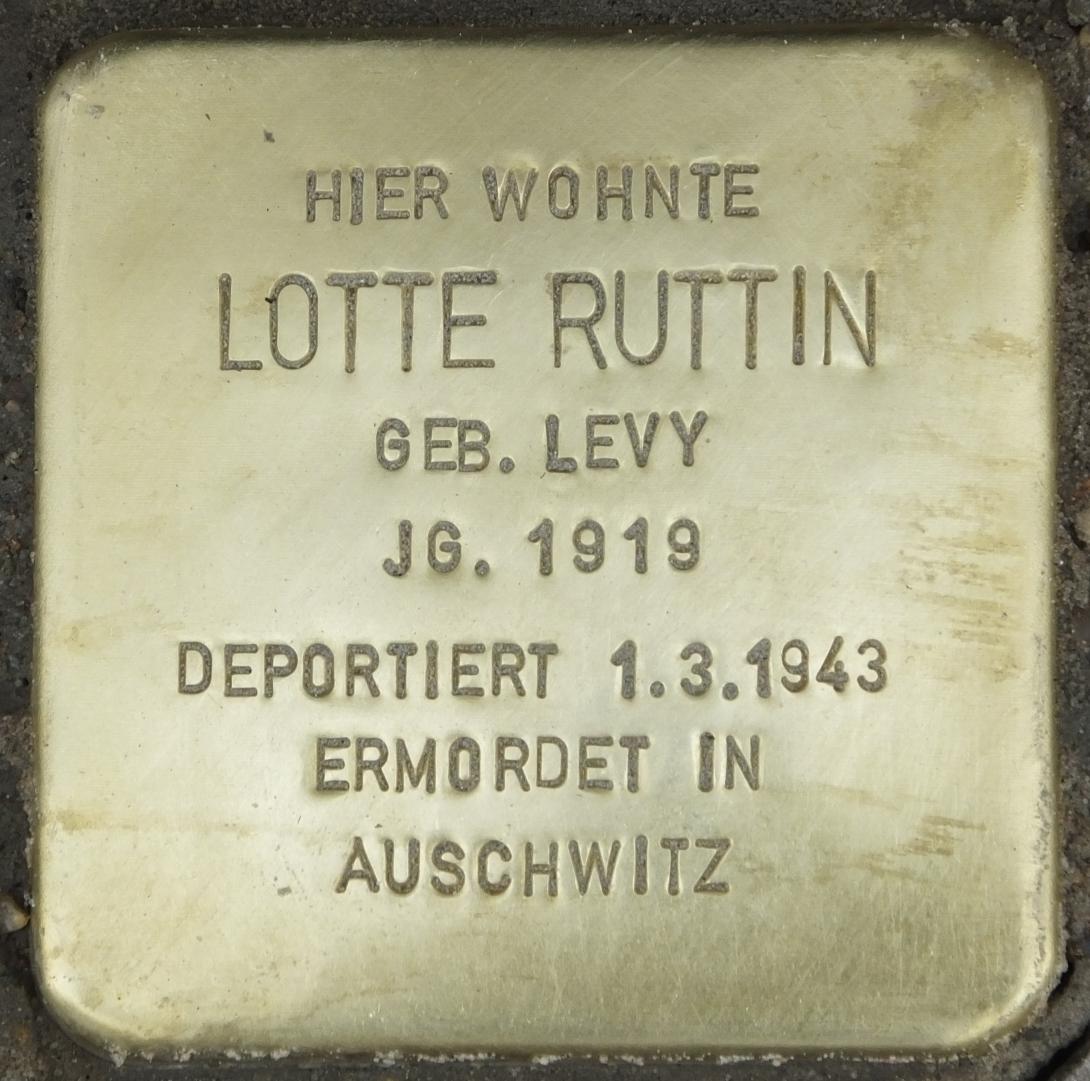 HIER WOHNTE
LOTTE RUTTIN
GEB. LEVY
JG. 1919
DEPORTIERT 1.3.1943
ERMORDET IN
AUSCHWITZ